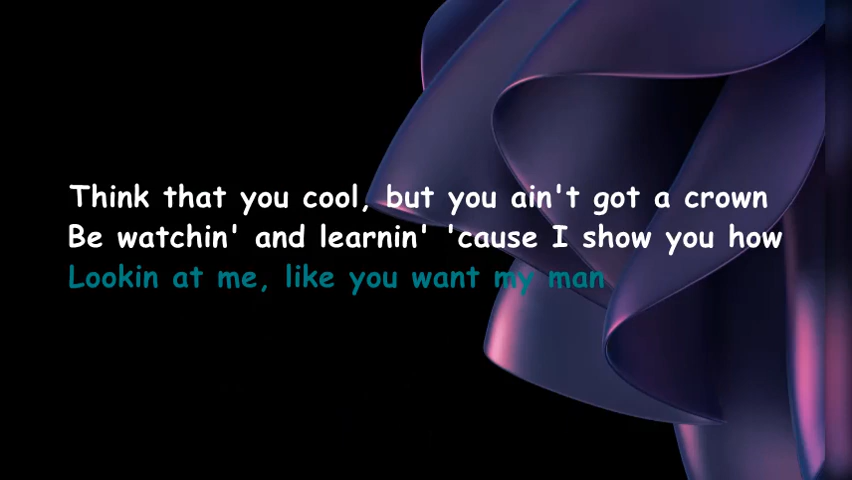 Think that you cool, but you ain't got a crown
Be watchin' and learnin' 'cause I show you how
Lookin at me, like you want my man